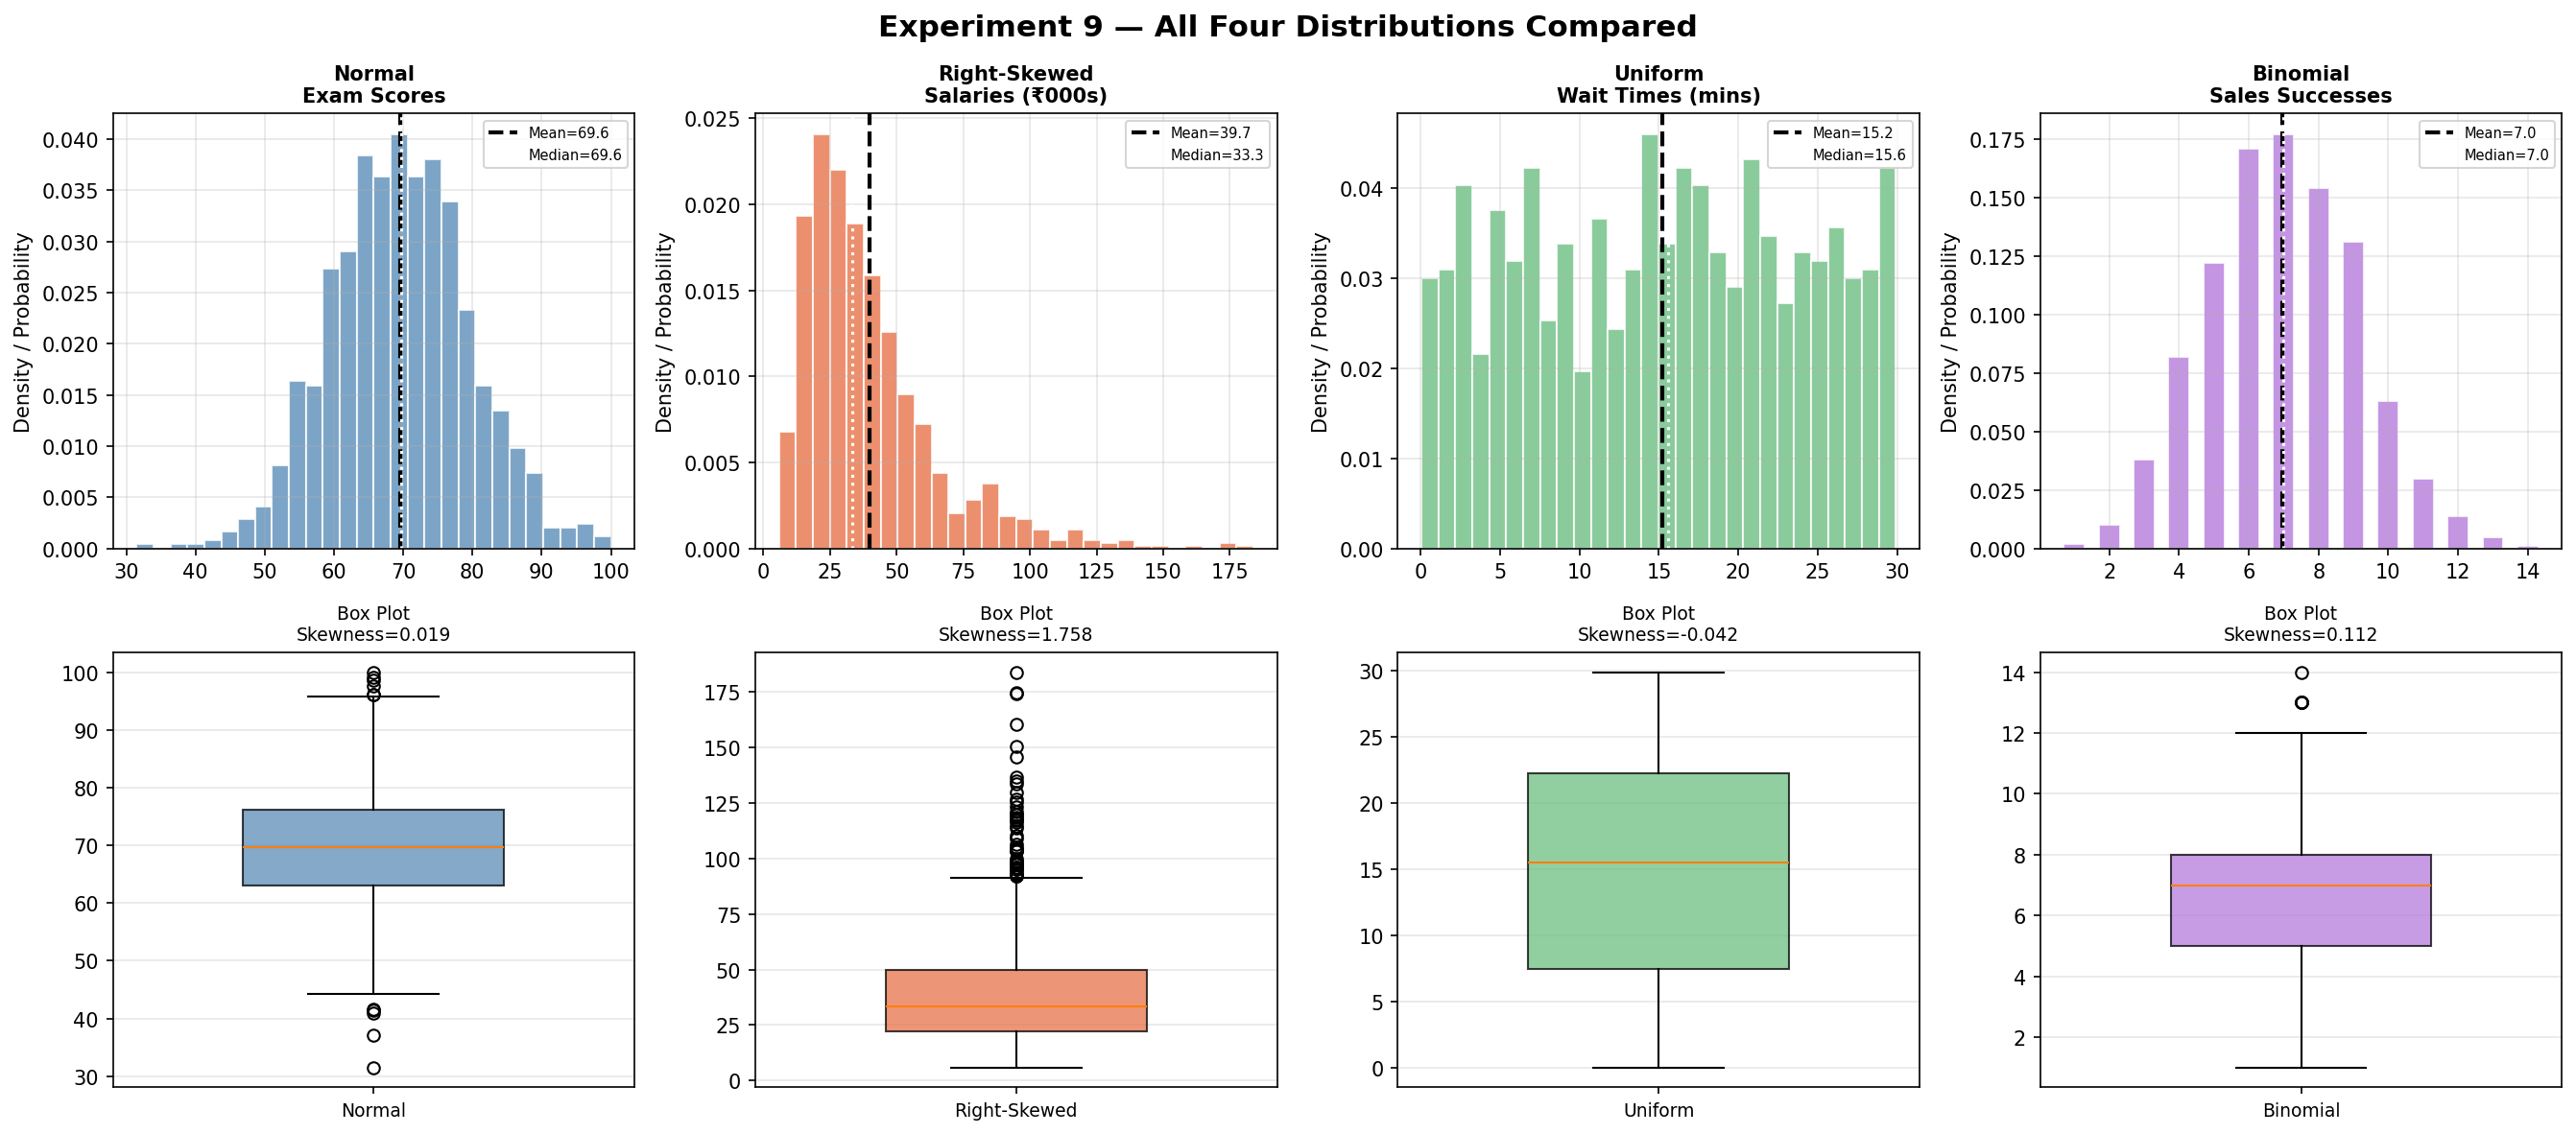 Experiment 9 — All Four Distributions Compared
Normal
Exam Scores
Density / Probability
0.040
0.035
0.030
0.025
0.020
0.015
0.010
0.005
0.000
30 40 50 60 70 80 90 100
Mean=69.6
Median=69.6
Right-Skewed
Salaries (₹000s)
Density / Probability
0.025
0.020
0.015
0.010
0.005
0.000
0 25 50 75 100 125 150 175
Mean=39.7
Median=33.3
Uniform
Wait Times (mins)
Density / Probability
0.04
0.03
0.02
0.01
0.00
0 5 10 15 20 25 30
Mean=15.2
Median=15.6
Binomial
Sales Successes
Density / Probability
0.175
0.150
0.125
0.100
0.075
0.050
0.025
0.000
2 4 6 8 10 12 14
Mean=7.0
Median=7.0
Box Plot
Skewness=0.019
100
90
80
70
60
50
40
30
Normal
Box Plot
Skewness=1.758
175
150
125
100
75
50
25
0
Right-Skewed
Box Plot
Skewness=-0.042
30
25
20
15
10
5
0
Uniform
Box Plot
Skewness=0.112
14
12
10
8
6
4
2
Binomial